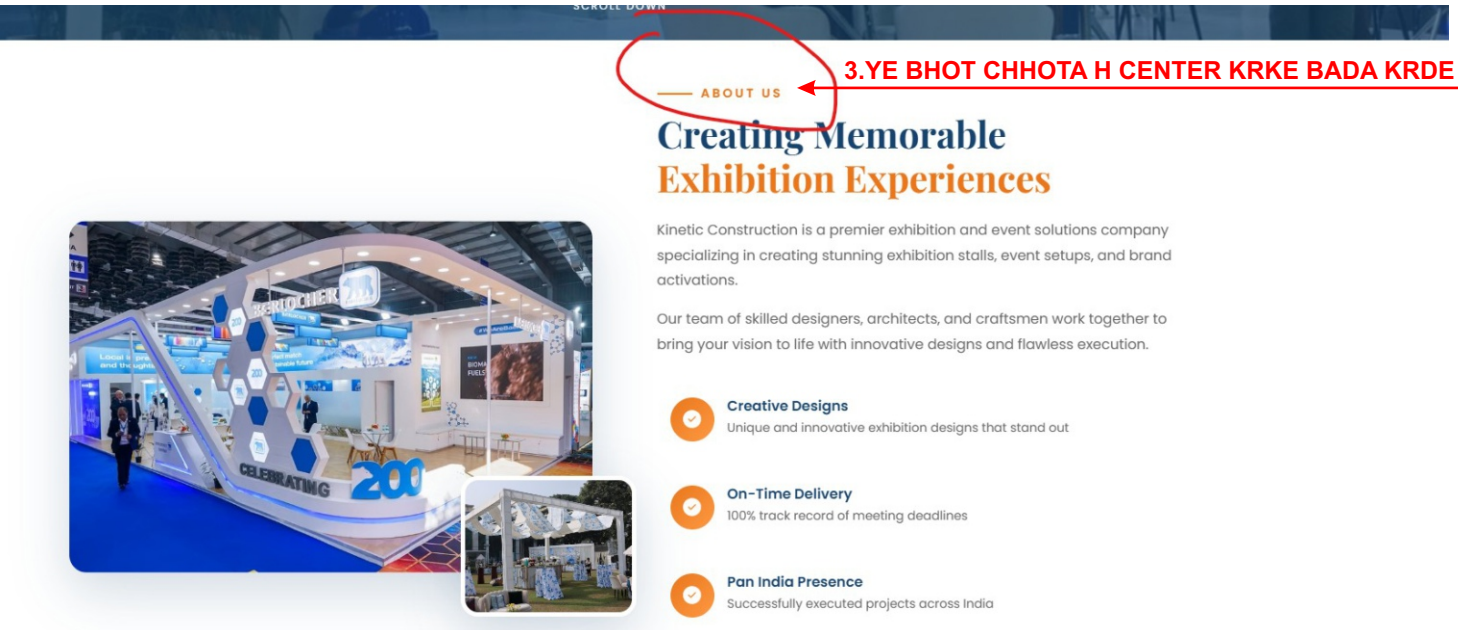 SCROLL DOWN
3.YE BHOT CHHOTA H CENTER KRKE BADA KRDE
ABOUT US
Creating Memorable
Exhibition Experiences
Kinetic Construction is a premier exhibition and event solutions company
specializing in creating stunning exhibition stalls, event setups, and brand
activations.
Our team of skilled designers, architects, and craftsmen work together to
bring your vision to life with innovative designs and flawless execution.
Creative Designs
Unique and innovative exhibition designs that stand out
On-Time Delivery
100% track record of meeting deadlines
Pan India Presence
Successfully executed projects across India
BAERLOCHER
200
CELEBRATING
200